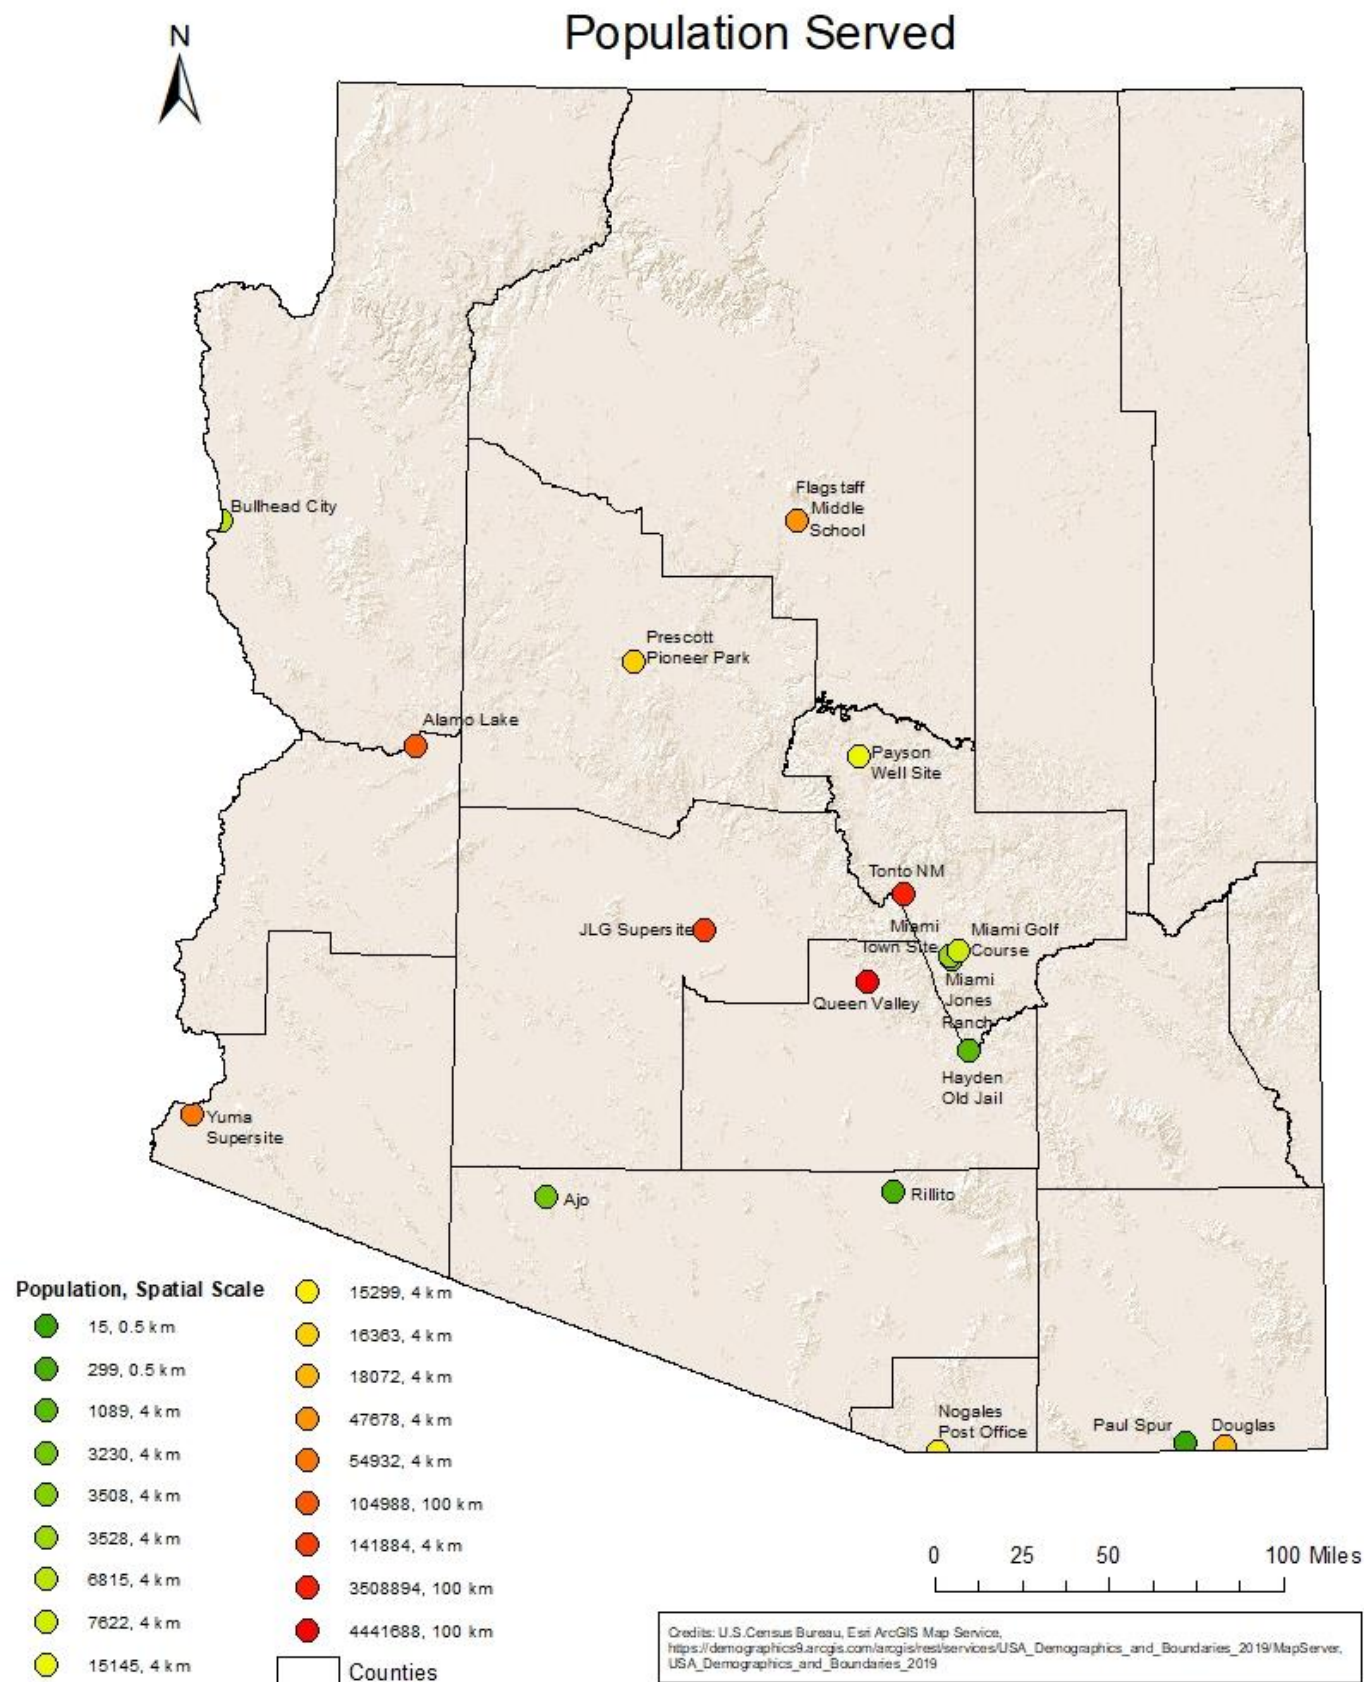 Population Served
N
Bullhead City
Flagstaff
Middle
School
Prescott
Pioneer Park
Alamo Lake
Payson
Well Site
Tonto NM
JLG Supersite
Miami
Town Site
Miami Golf
Course
Queen Valley
Miami
Jones
Ranch
Hayden
Old Jail
Yuma
Supersite
Ajo
Rillito
Nogales
Post Office
Paul Spur
Douglas
Population, Spatial Scale
15, 0.5 km
299, 0.5 km
1089, 4 km
3230, 4 km
3508, 4 km
3528, 4 km
6815, 4 km
7622, 4 km
15145, 4 km
15299, 4 km
16363, 4 km
18072, 4 km
47678, 4 km
54932, 4 km
104988, 100 km
141884, 4 km
3508894, 100 km
4441688, 100 km
Counties
0 25 50 100 Miles
Credits: U.S.Census Bureau, Esri ArcGIS Map Service,
https://demographics9.arcgis.com/arcgis/rest/services/USA_Demographics_and_Boundaries_2019/MapServer,
USA_Demographics_and_Boundaries_2019